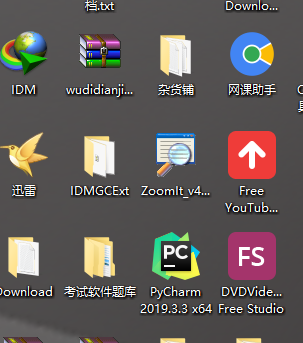 档.txt
Downlo...
IDM
wudidianji...
杂货铺
网课助手
迅雷
IDMGCExt
ZoomIt_v4...
Free
YouTub...
Download
考试软件题库
PC
PyCharm
2019.3.3 x64
FS
DVDVide...
Free Studio